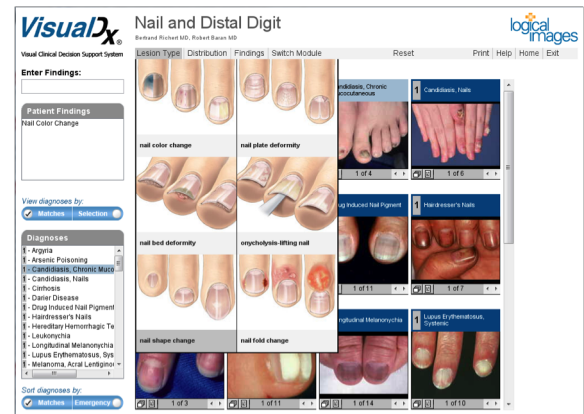 VisualDx®
Visual Clinical Decision Support System
Nail and Distal Digit
Bertrand Richert MD, Robert Baran MD
logical images
Lesion Type Distribution Findings Switch Module Reset Print Help Home Exit
Enter Findings:
Patient Findings
Nail Color Change
View diagnoses by:
Matches Selection
Diagnoses
1 - Argyria
1 - Arsenic Poisoning
1 - Candidiasis, Chronic Muco
1 - Candidiasis, Nails
1 - Cirrhosis
1 - Darier Disease
1 - Drug Induced Nail Pigment
1 - Hairdresser's Nails
1 - Hereditary Hemorrhagic Te
1 - Leukonychia
1 - Longitudinal Melanonychia
1 - Lupus Erythematosus, Sys
1 - Melanoma, Acral Lentiginou
Sort diagnoses by:
Matches Emergency
nail color change
nail plate deformity
nail bed deformity
onycholysis-lifting nail
nail shape change
nail fold change
ndidiasis, Chronic
ucocutaneous
1 of 4
1 Candidiasis, Nails
1 of 6
ug Induced Nail Pigment
1 of 11
1 Hairdresser's Nails
1 of 7
ngitudinal Melanonychia
1 of 14
1 Lupus Erythematosus,
Systemic
1 of 10
1 of 3
1 of 11